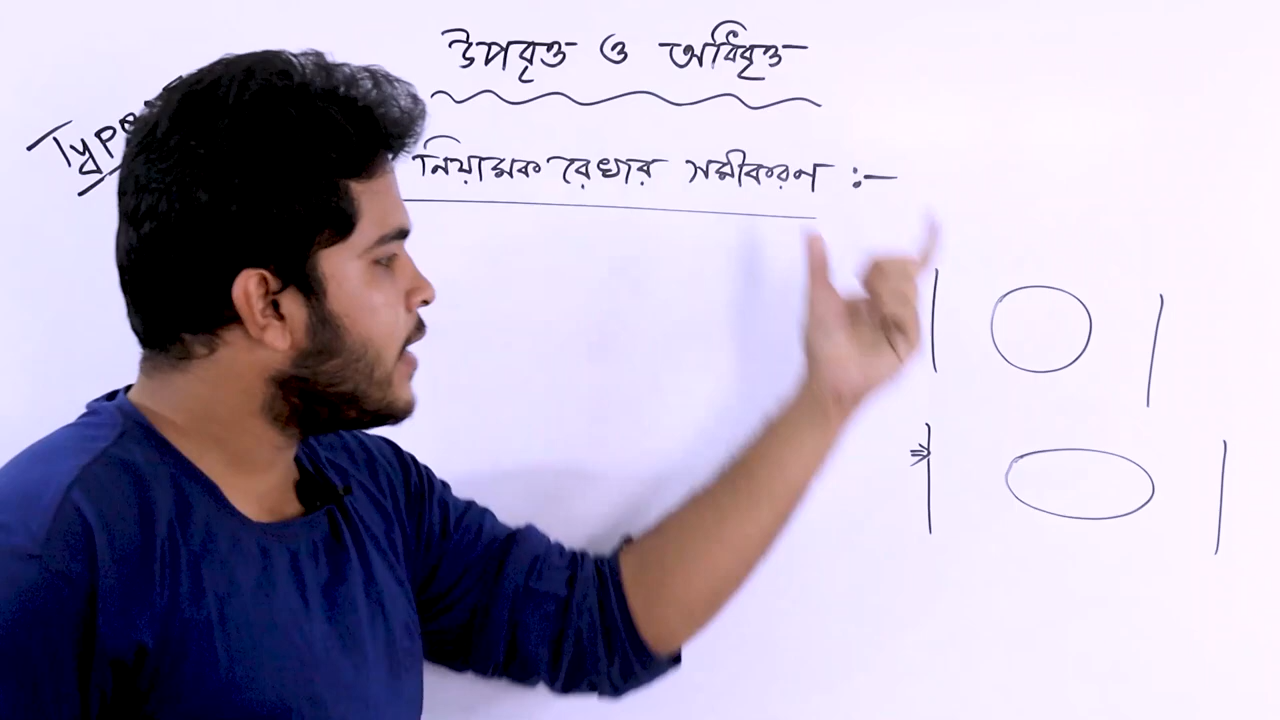 উপবৃত্ত ও অধিবৃত্ত
Type
নিয়ামক রেখার সমীকরণ :-